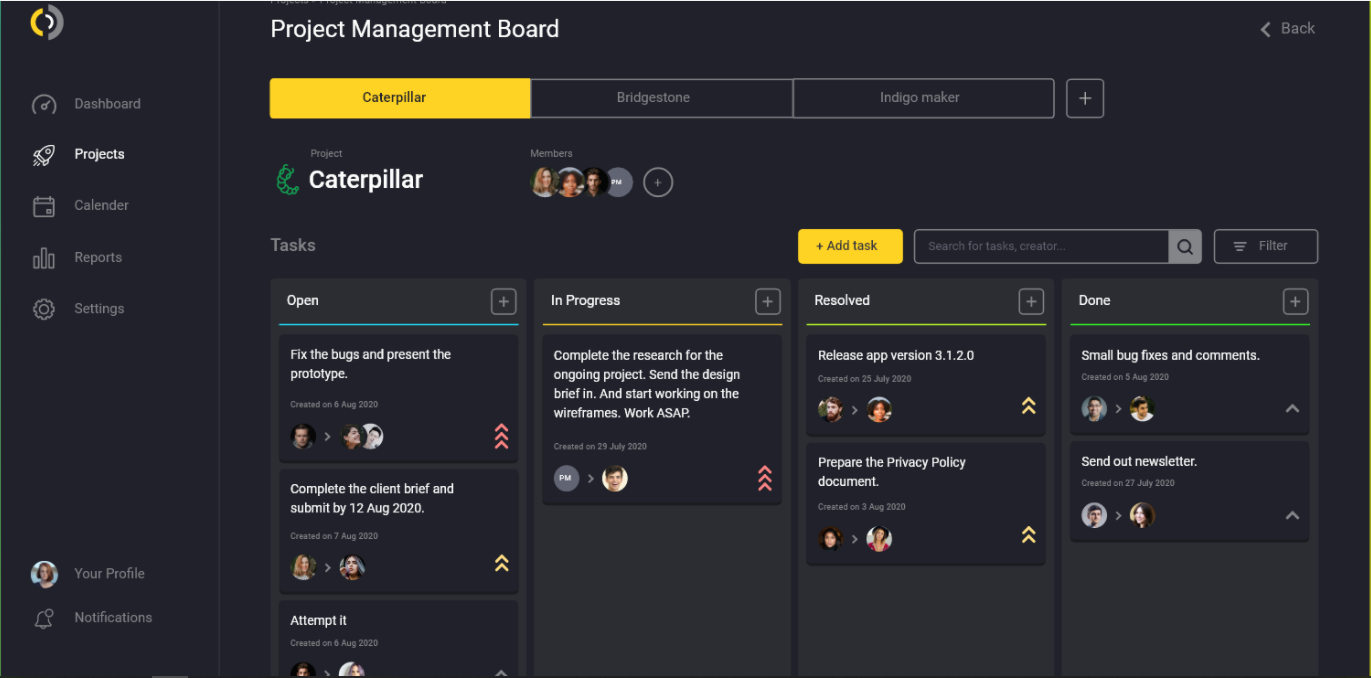 Projects > Project Management Board
Project Management Board
Back
Dashboard
Projects
Calender
Reports
Settings
Your Profile
Notifications
Caterpillar
Bridgestone
Indigo maker
Project
Caterpillar
Members
PM
Tasks
+ Add task
Search for tasks, creator...
Filter
Open
Fix the bugs and present the
prototype.
Created on 6 Aug 2020
Complete the client brief and
submit by 12 Aug 2020.
Created on 7 Aug 2020
Attempt it
Created on 6 Aug 2020
In Progress
Complete the research for the
ongoing project. Send the design
brief in. And start working on the
wireframes. Work ASAP.
Created on 29 July 2020
PM
Resolved
Release app version 3.1.2.0
Created on 25 July 2020
Prepare the Privacy Policy
document.
Created on 3 Aug 2020
Done
Small bug fixes and comments.
Created on 5 Aug 2020
Send out newsletter.
Created on 27 July 2020